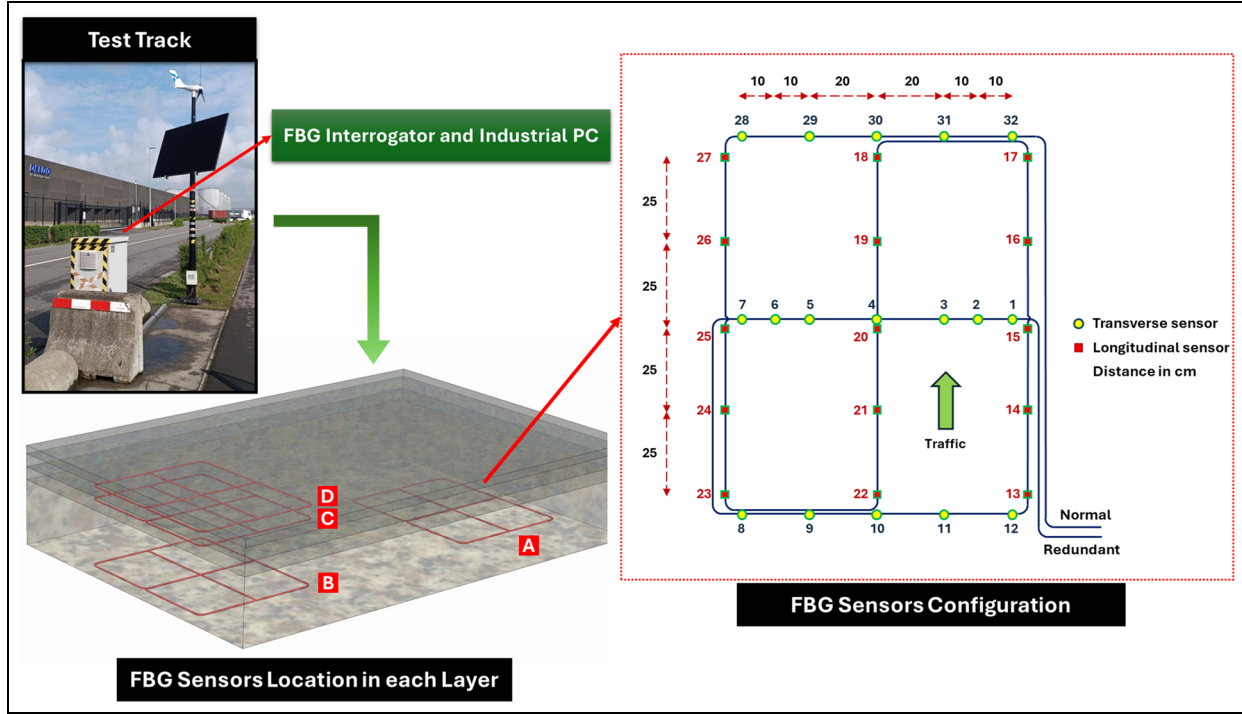 Test Track
FBG Interrogator and Industrial PC
DELDO
D
C
A
B
FBG Sensors Location in each Layer
10 10 20 20 10 10
28 29 30 31 32
27 18 17
25
26 19 16
25
7 6 5 4 3 2 1
25 20 15
25
24 21 14
Traffic
25
23 22 13
8 9 10 11 12
Normal
Redundant
Transverse sensor
Longitudinal sensor
Distance in cm
FBG Sensors Configuration